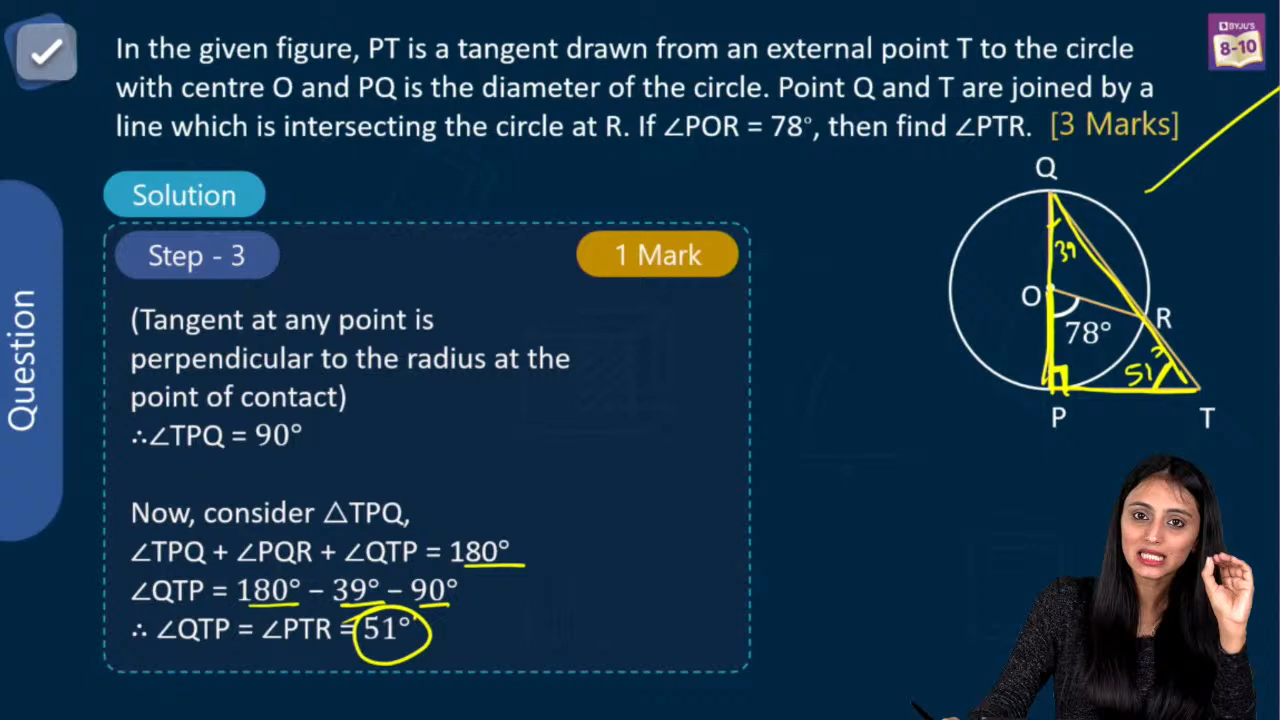 BYJU'S
8-10
In the given figure, PT is a tangent drawn from an external point T to the circle
with centre O and PQ is the diameter of the circle. Point Q and T are joined by a
line which is intersecting the circle at R. If ∠POR = 78°, then find ∠PTR. [3 Marks]
Question
Solution
Step - 3
1 Mark
(Tangent at any point is
perpendicular to the radius at the
point of contact)
∴∠TPQ = 90°
Now, consider △TPQ,
∠TPQ + ∠PQR + ∠QTP = 180°
∠QTP = 180° − 39° − 90°
∴ ∠QTP = ∠PTR = 51°
Q
39
O
R
78°
51
P
T